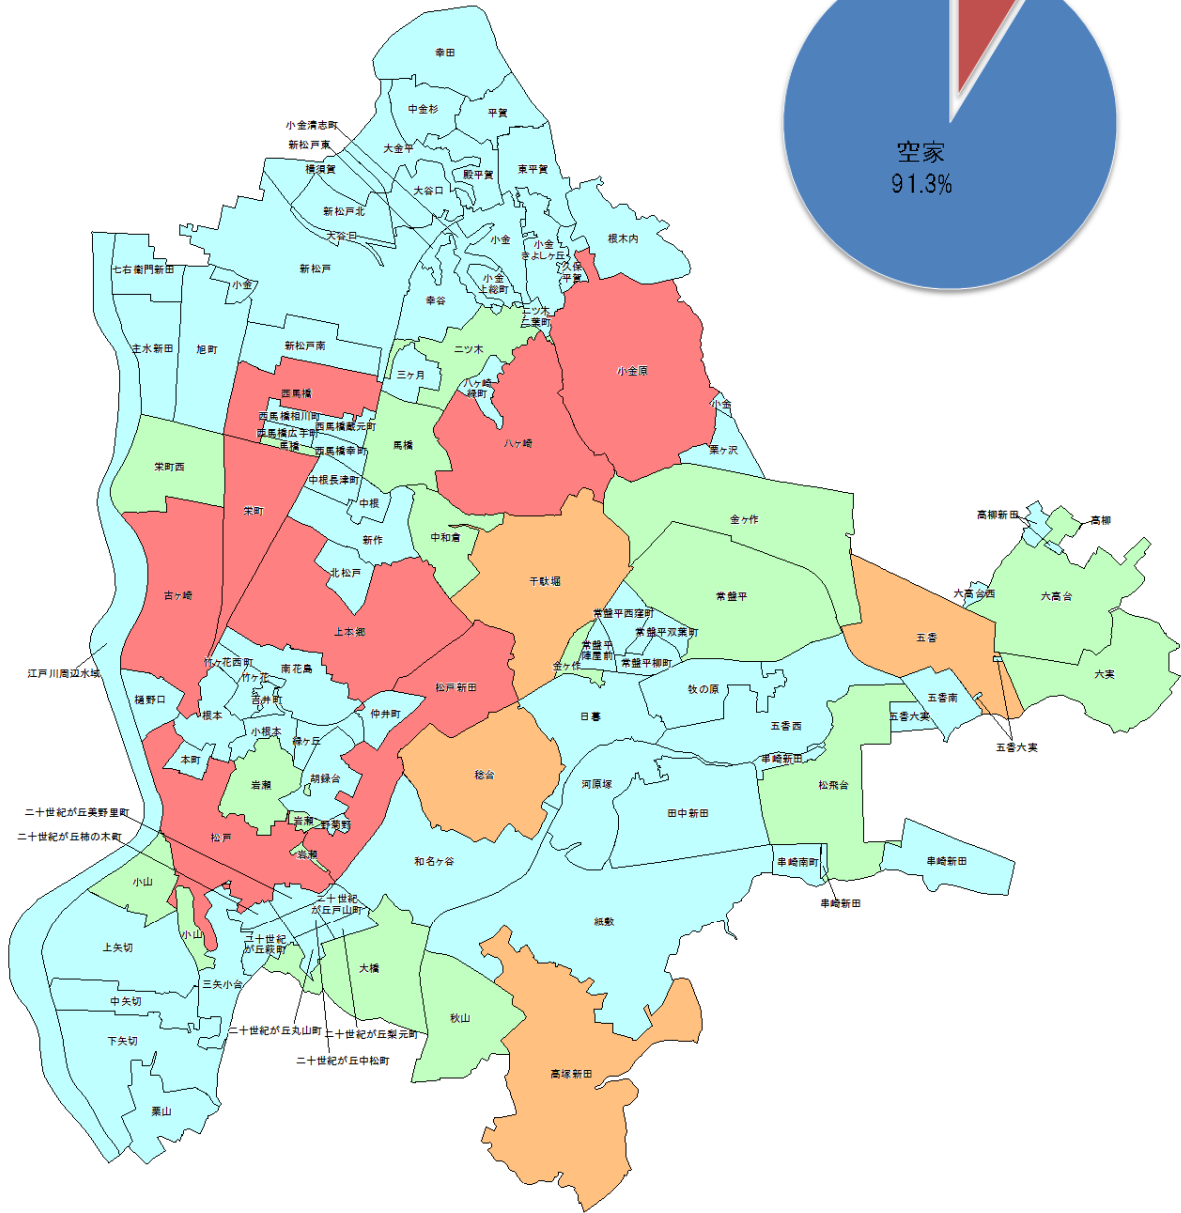 幸田
中金杉
平賀
小金清志町
新松戸東
大金平
横須賀
殿平賀
東平賀
空家
91.3%
大谷口
新松戸北
大谷口
小金
小金
きよしヶ丘
根木内
七右衛門新田
新松戸
小金
小金
上総町
久保
平賀
幸谷
二ツ木
二葉町
主水新田
旭町
新松戸南
二ツ木
三ヶ月
八ヶ崎
緑町
小金原
西馬橋
小金
西馬橋相川町
西馬橋蔵元町
西馬橋広手町
馬橋
西馬橋幸町
馬橋
八ヶ崎
栗ヶ沢
栄町西
中根長津町
中根
栄町
金ヶ作
高柳新田
高柳
新作
中和倉
北松戸
千駄堀
古ヶ崎
常盤平
六高台西
六高台
常盤平西窪町
上本郷
常盤平双葉町
五香
常盤平
陣屋前
常盤平柳町
金ヶ作
江戸川周辺水域
竹ヶ花西町
竹ヶ花
南花島
松戸新田
六実
樋野口
根本
吉井町
仲井町
日暮
牧の原
五香南
五香六実
五香西
小根本
緑ヶ丘
五香六実
本町
串崎新田
岩瀬
胡録台
稔台
河原塚
松飛台
二十世紀が丘美野里町
田中新田
二十世紀が丘柿の木町
松戸
岩瀬
野菊野
岩瀬
和名ヶ谷
串崎南町
串崎新田
小山
串崎新田
二十世紀
が丘戸山町
紙敷
小山
上矢切
二十世紀
が丘萩町
大橋
三矢小台
中矢切
秋山
二十世紀が丘丸山町
二十世紀が丘梨元町
下矢切
二十世紀が丘中松町
高塚新田
栗山